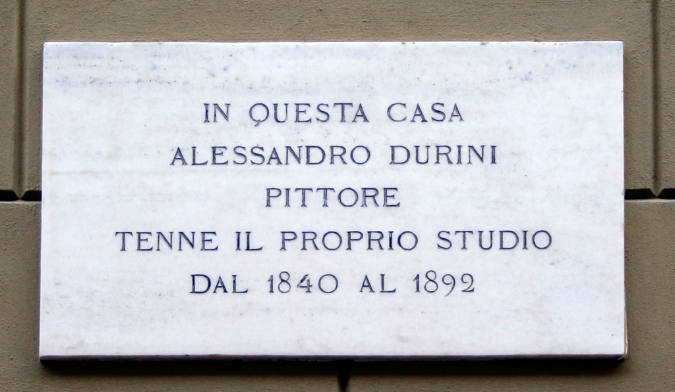 IN QUESTA CASA
ALESSANDRO DURINI
PITTORE
TENNE IL PROPRIO STUDIO
DAL 1840 AL 1892